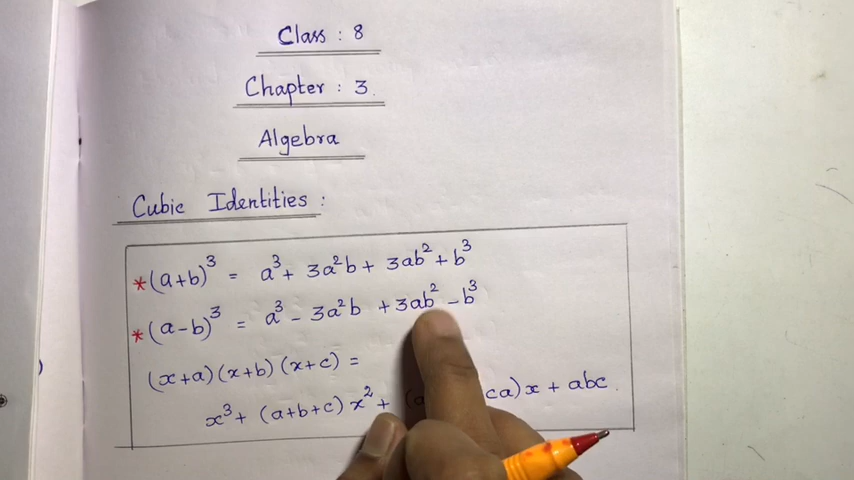 Class : 8
Chapter : 3.
Algebra
Cubic Identities :
*(a+b)³ = a³ + 3a²b + 3ab² + b³
*(a-b)³ = a³ - 3a²b + 3ab² - b³
(x+a)(x+b)(x+c) =
x³ + (a+b+c) x² + (a ca)x + abc.